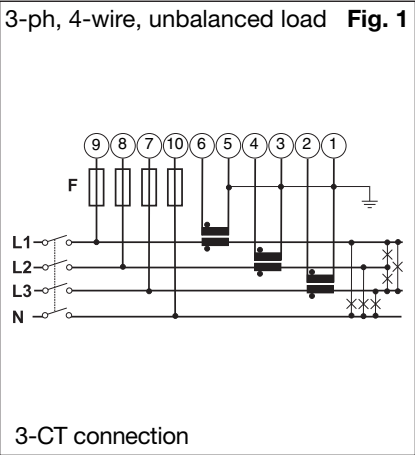 3-ph, 4-wire, unbalanced load Fig. 1
9 8 7 10 6 5 4 3 2 1
F
L1
L2
L3
N
3-CT connection